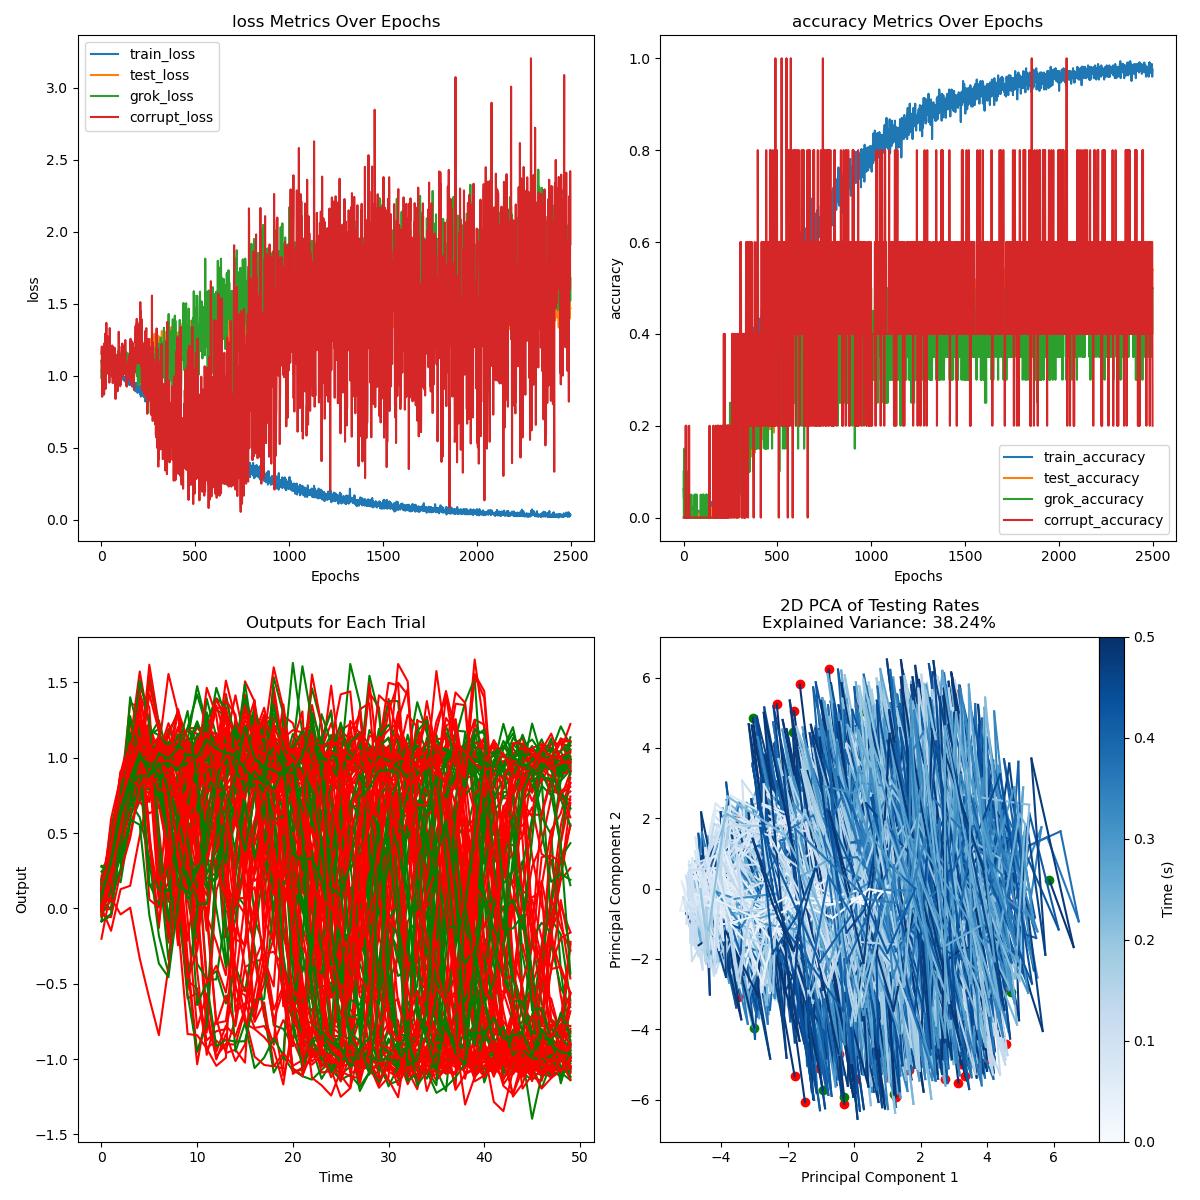 loss Metrics Over Epochs
3.0
2.5
2.0
1.5
1.0
0.5
0.0
loss
0
500
1000
1500
2000
2500
Epochs
train_loss
test_loss
grok_loss
corrupt_loss
accuracy Metrics Over Epochs
1.0
0.8
0.6
0.4
0.2
0.0
accuracy
0
500
1000
1500
2000
2500
Epochs
train_accuracy
test_accuracy
grok_accuracy
corrupt_accuracy
Outputs for Each Trial
1.5
1.0
0.5
0.0
−0.5
−1.0
−1.5
Output
0
10
20
30
40
50
Time
2D PCA of Testing Rates
Explained Variance: 38.24%
6
4
2
0
−2
−4
−6
Principal Component 2
−4
−2
0
2
4
6
Principal Component 1
0.5
0.4
0.3
0.2
0.1
0.0
Time (s)